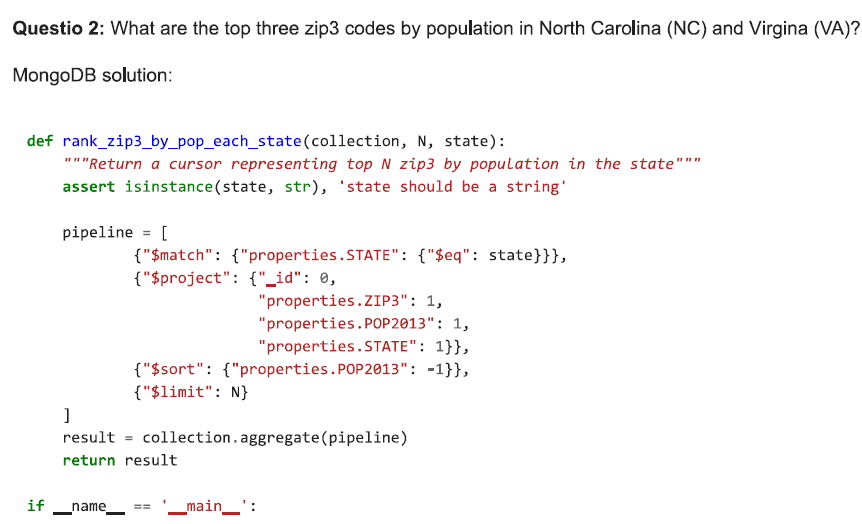 Questio 2: What are the top three zip3 codes by population in North Carolina (NC) and Virgina (VA)?
MongoDB solution:
def rank_zip3_by_pop_each_state(collection, N, state):
"""Return a cursor representing top N zip3 by population in the state"""
assert isinstance(state, str), 'state should be a string'
pipeline = [
{"$match": {"properties.STATE": {"$eq": state}}},
{"$project": {"_id": 0,
"properties.ZIP3": 1,
"properties.POP2013": 1,
"properties.STATE": 1}},
{"$sort": {"properties.POP2013": -1}},
{"$limit": N}
]
result = collection.aggregate(pipeline)
return result
if __name__ == '__main__':